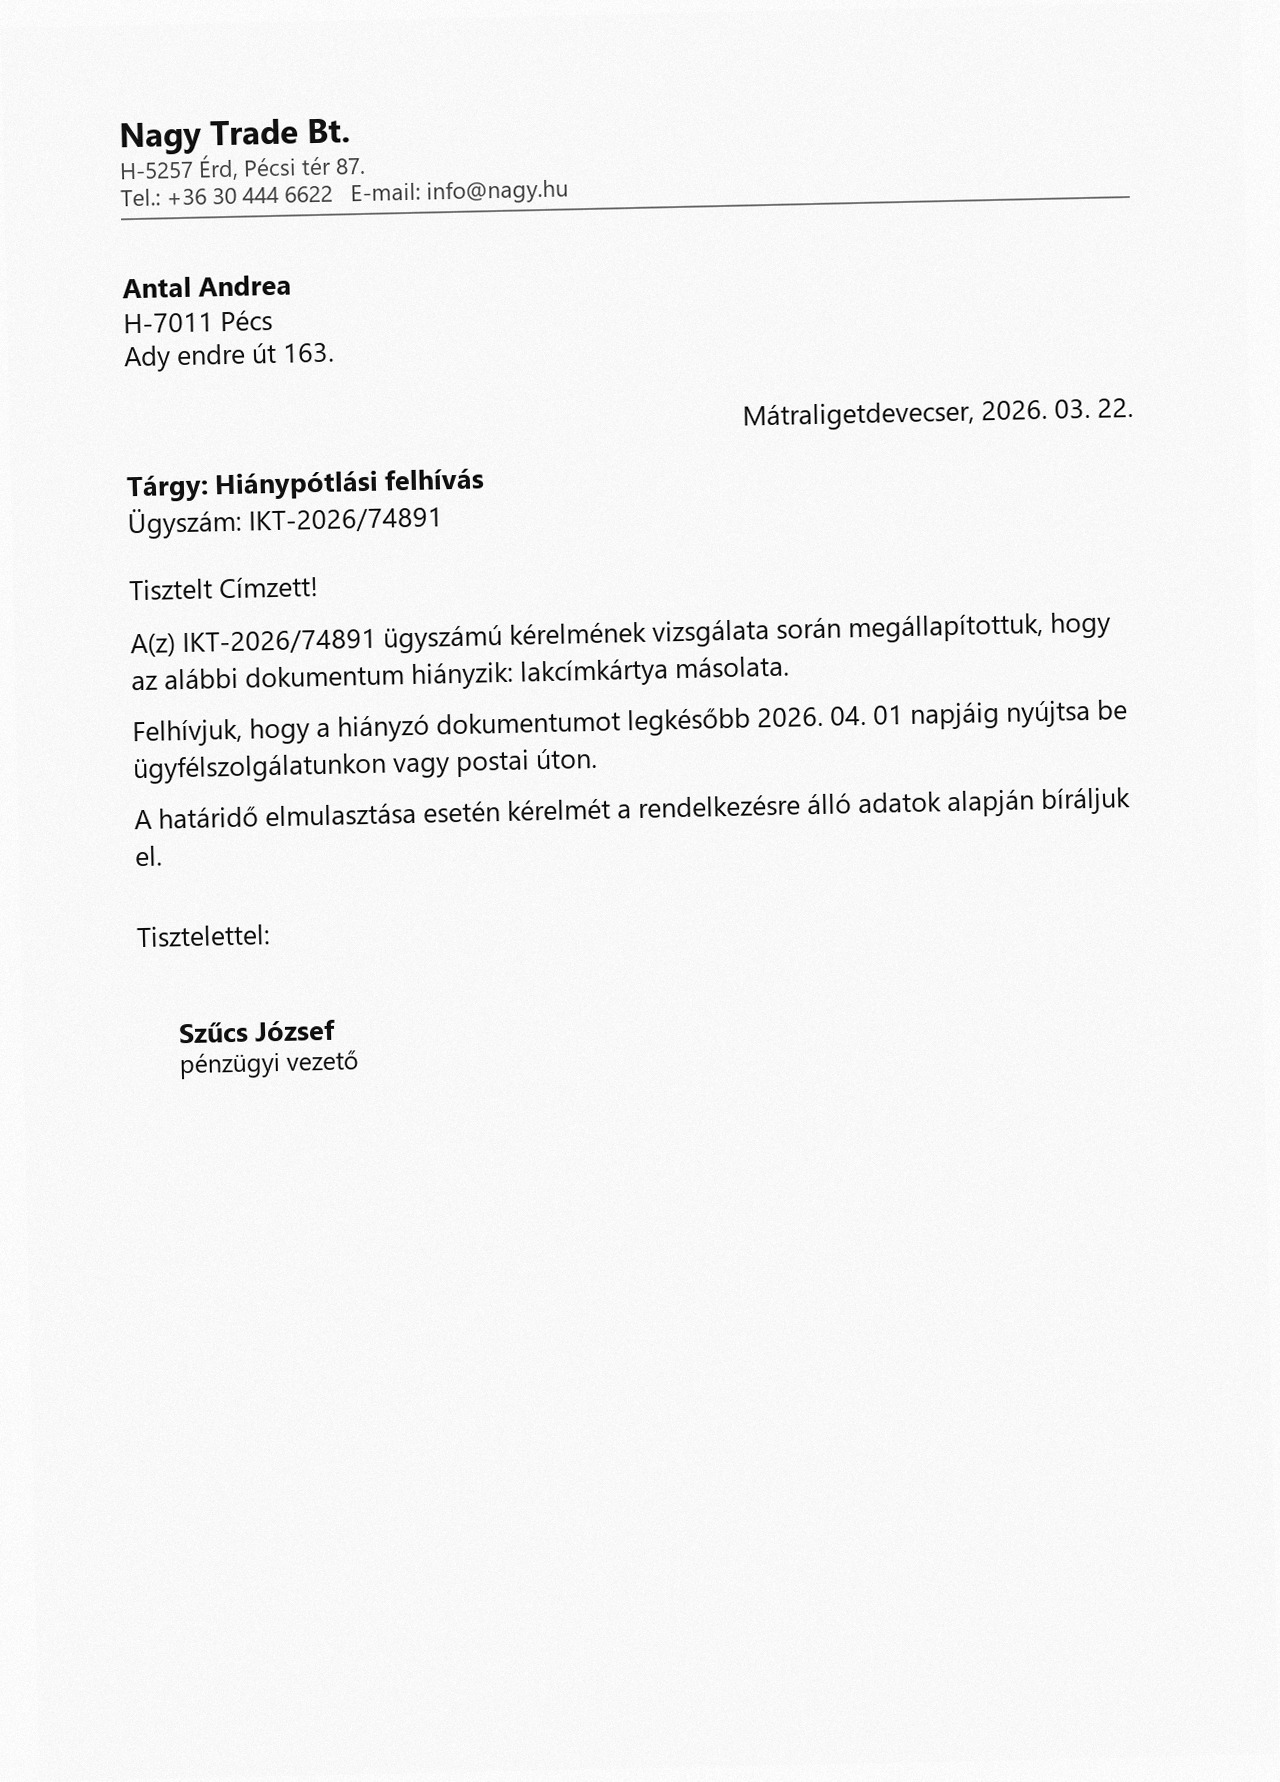 Nagy Trade Bt.
H-5257 Érd, Pécsi tér 87.
Tel.: +36 30 444 6622 E-mail: info@nagy.hu
Antal Andrea
H-7011 Pécs
Ady endre út 163.
Mátraligetdevecser, 2026. 03. 22.
Tárgy: Hiánypótlási felhívás
Ügyszám: IKT-2026/74891
Tisztelt Címzett!
A(z) IKT-2026/74891 ügyszámú kérelmének vizsgálata során megállapítottuk, hogy
az alábbi dokumentum hiányzik: lakcímkártya másolata.
Felhívjuk, hogy a hiányzó dokumentumot legkésőbb 2026. 04. 01 napjáig nyújtsa be
ügyfélszolgálatunkon vagy postai úton.
A határidő elmulasztása esetén kérelmét a rendelkezésre álló adatok alapján bíráljuk
el.
Tisztelettel:
Szűcs József
pénzügyi vezető